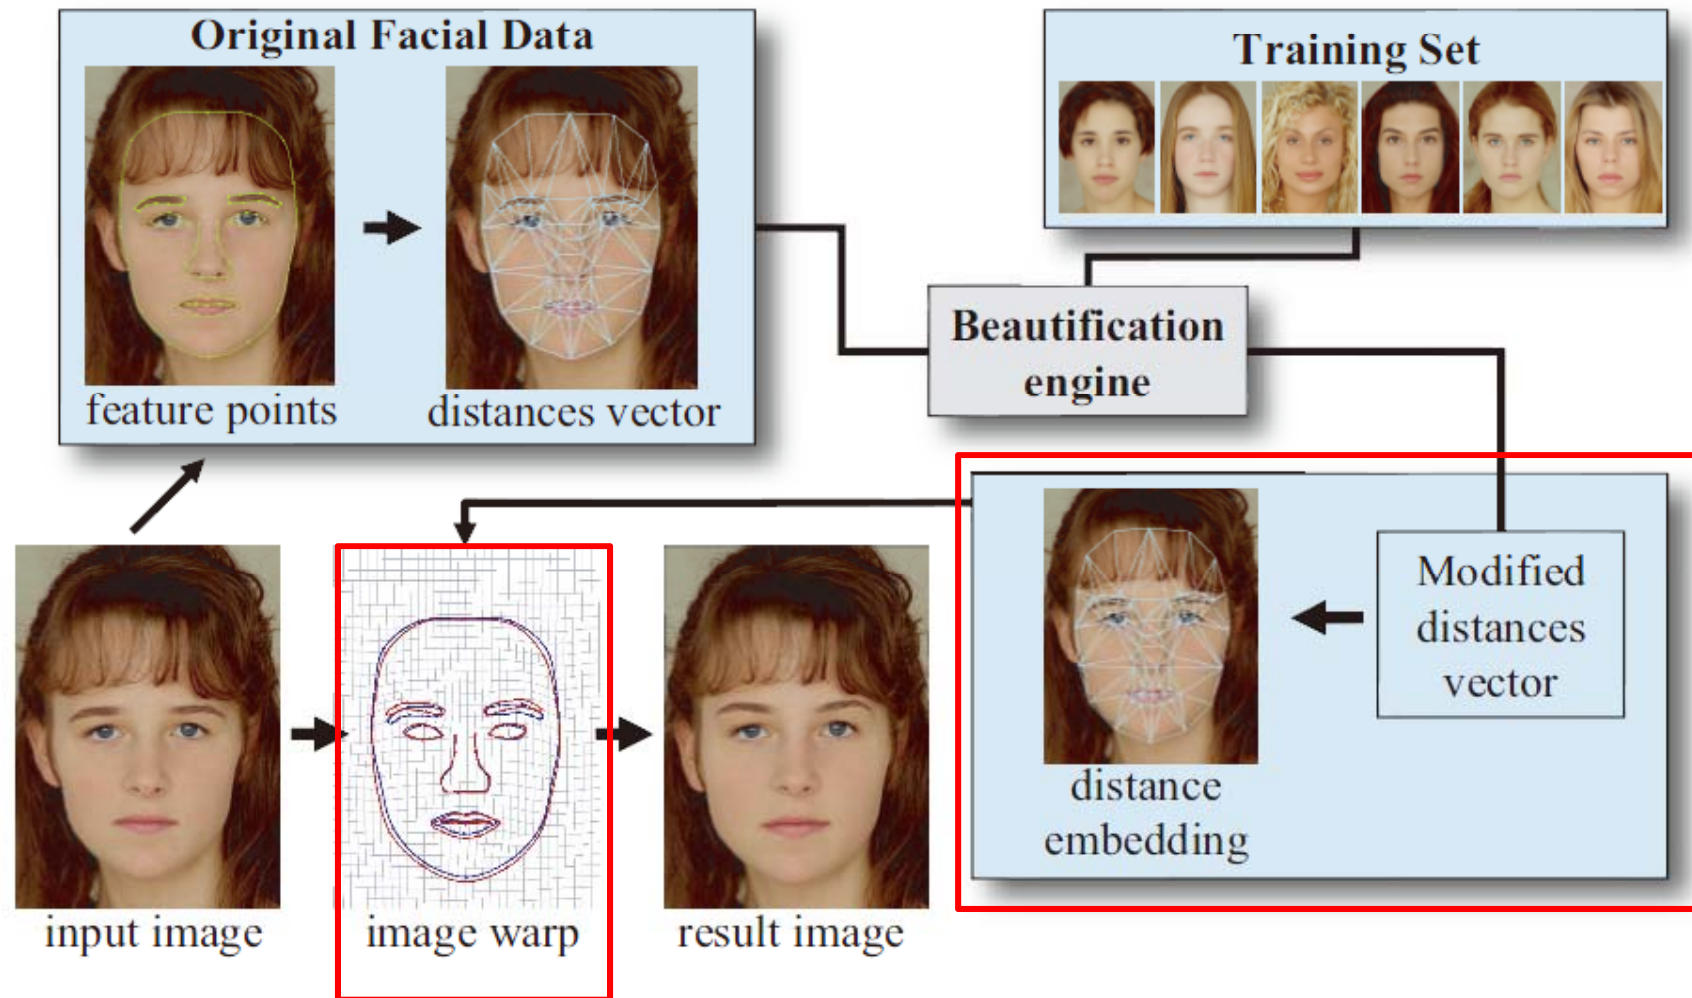 Original Facial Data
feature points
distances vector
Training Set
Beautification
engine
Modified
distances
vector
distance
embedding
input image
image warp
result image